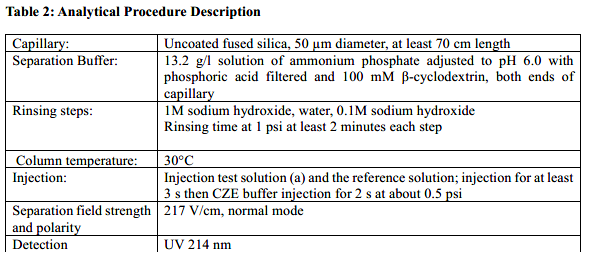 Table 2: Analytical Procedure Description
Capillary: Uncoated fused silica, 50 µm diameter, at least 70 cm length
Separation Buffer: 13.2 g/l solution of ammonium phosphate adjusted to pH 6.0 with
phosphoric acid filtered and 100 mM β-cyclodextrin, both ends of
capillary
Rinsing steps: 1M sodium hydroxide, water, 0.1M sodium hydroxide
Rinsing time at 1 psi at least 2 minutes each step
Column temperature: 30°C
Injection: Injection test solution (a) and the reference solution; injection for at least
3 s then CZE buffer injection for 2 s at about 0.5 psi
Separation field strength 217 V/cm, normal mode
and polarity
Detection UV 214 nm